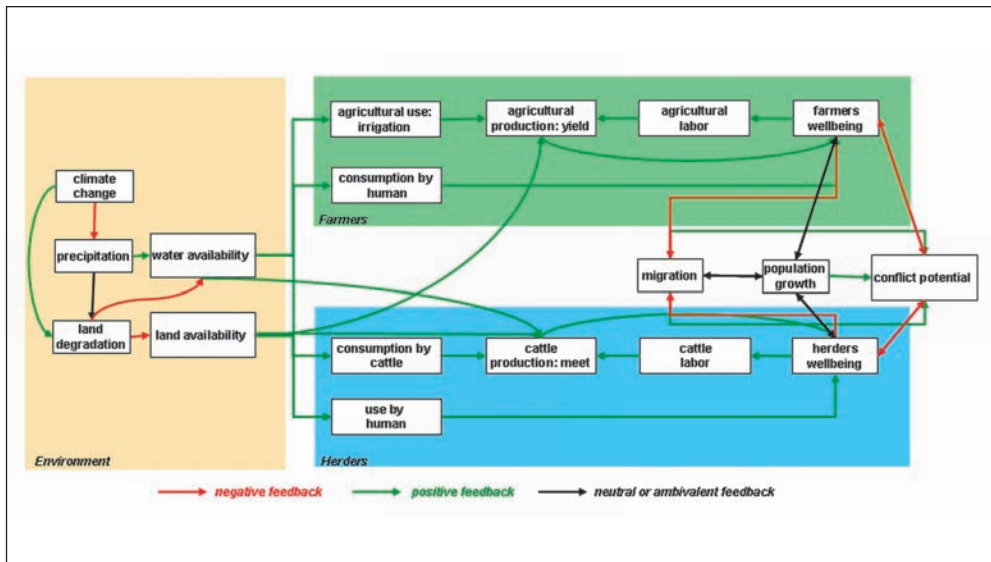 climate
change
precipitation
land
degradation
water availability
land availability
Environment
agricultural use:
irrigation
agricultural
production: yield
agricultural
labor
farmers
wellbeing
consumption by
human
Farmers
migration
population
growth
conflict potential
consumption by
cattle
cattle
production: meet
cattle
labor
herders
wellbeing
use by
human
Herders
negative feedback
positive feedback
neutral or ambivalent feedback